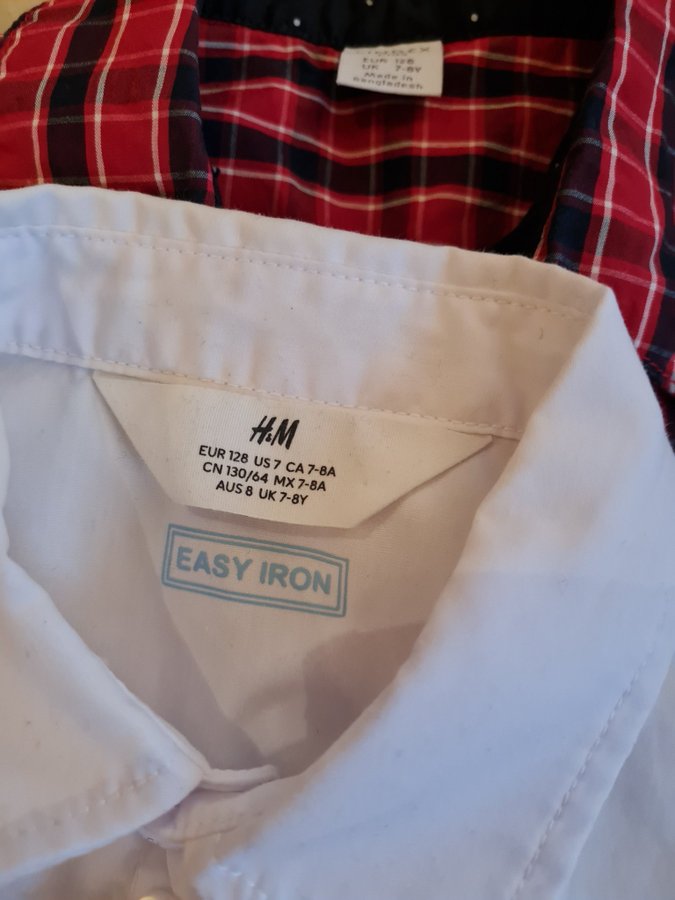 EUR 128
UK 7-8Y
Made in
Bangladesh
H&M
EUR 128 US 7 CA 7-8A
CN 130/64 MX 7-8A
AUS 8 UK 7-8Y
EASY IRON